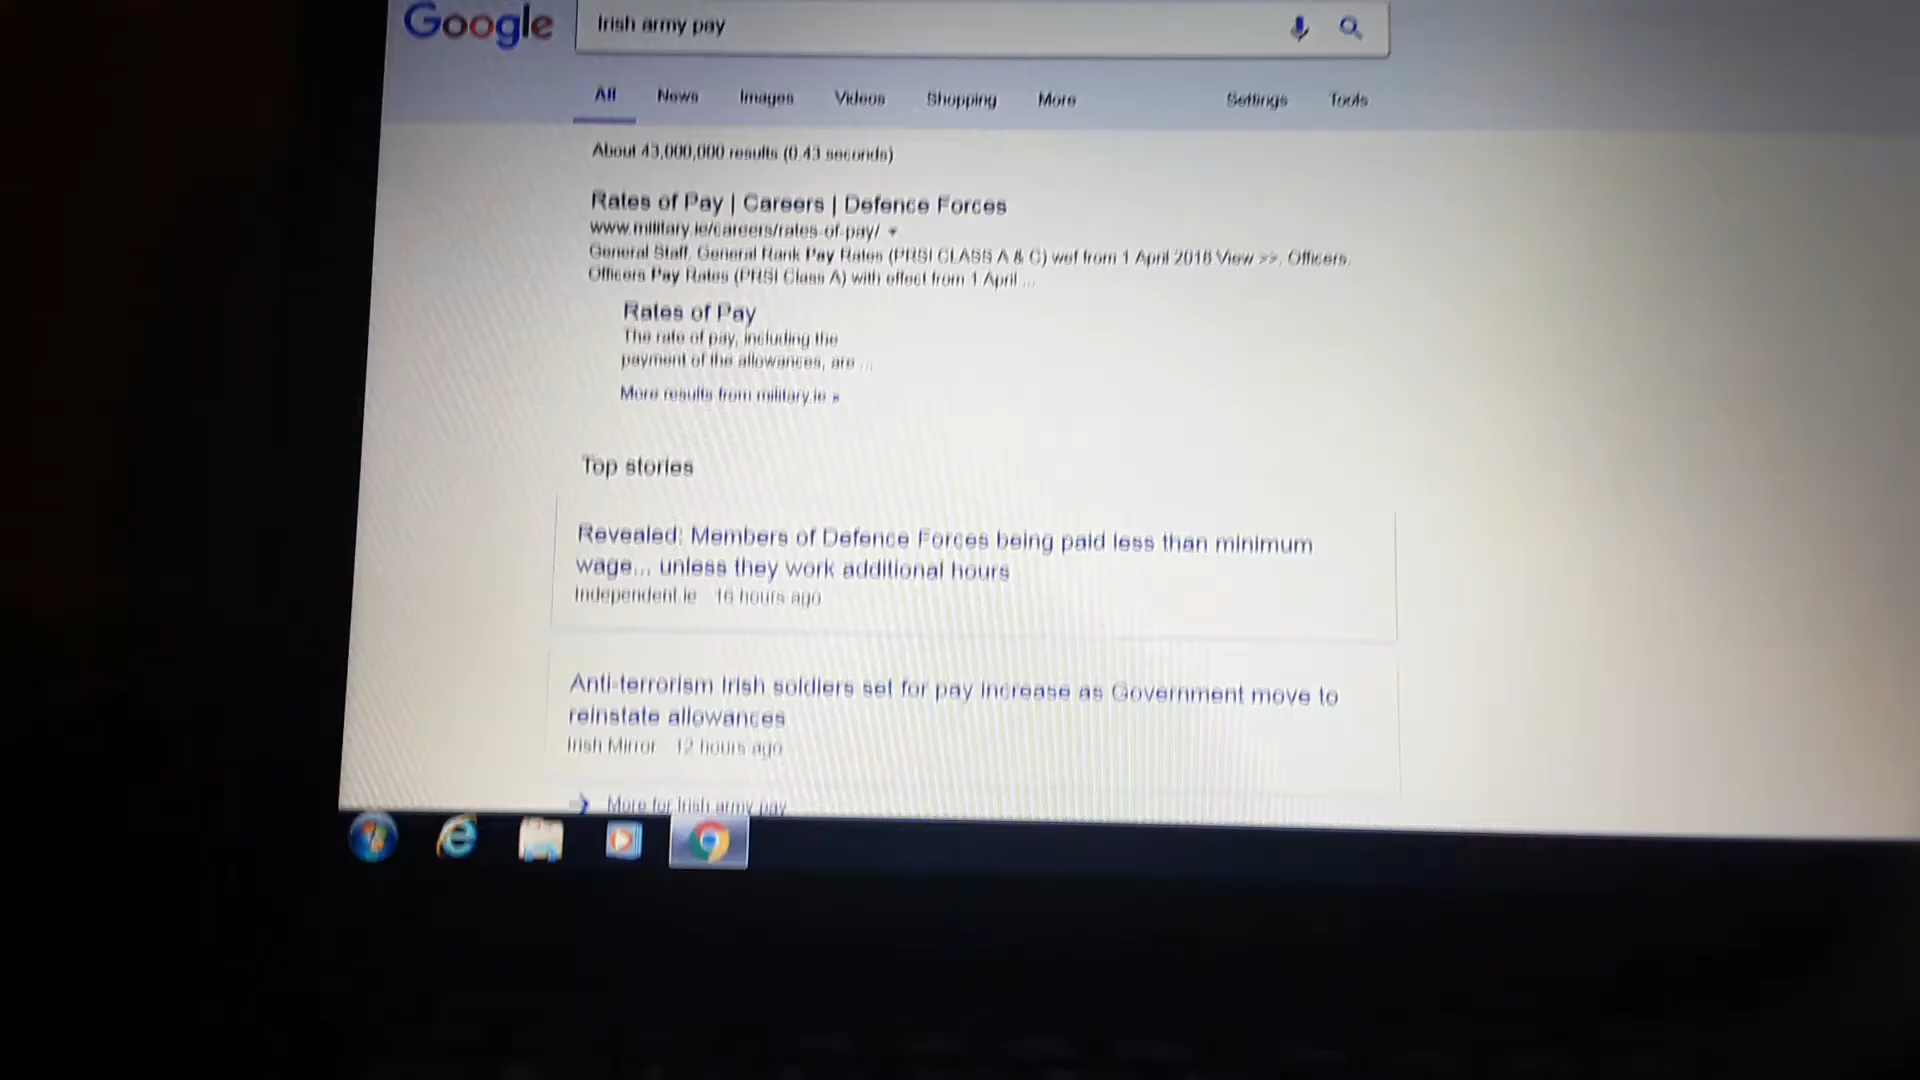 Google
Irish army pay
All News Images Videos Shopping More Settings Tools
About 43,000,000 results (0.43 seconds)
Rates of Pay | Careers | Defence Forces
www.military.ie/careers/rates-of-pay/
General Staff. General Rank Pay Rates (PRSI CLASS A & C) wef from 1 April 2018 View >>. Officers.
Officers Pay Rates (PRSI Class A) with effect from 1 April ...
Rates of Pay
The rate of pay, including the
payment of the allowances, are ...
More results from military.ie »
Top stories
Revealed: Members of Defence Forces being paid less than minimum
wage... unless they work additional hours
Independent.ie 16 hours ago
Anti-terrorism Irish soldiers set for pay increase as Government move to
reinstate allowances
Irish Mirror 12 hours ago
More for Irish army pay